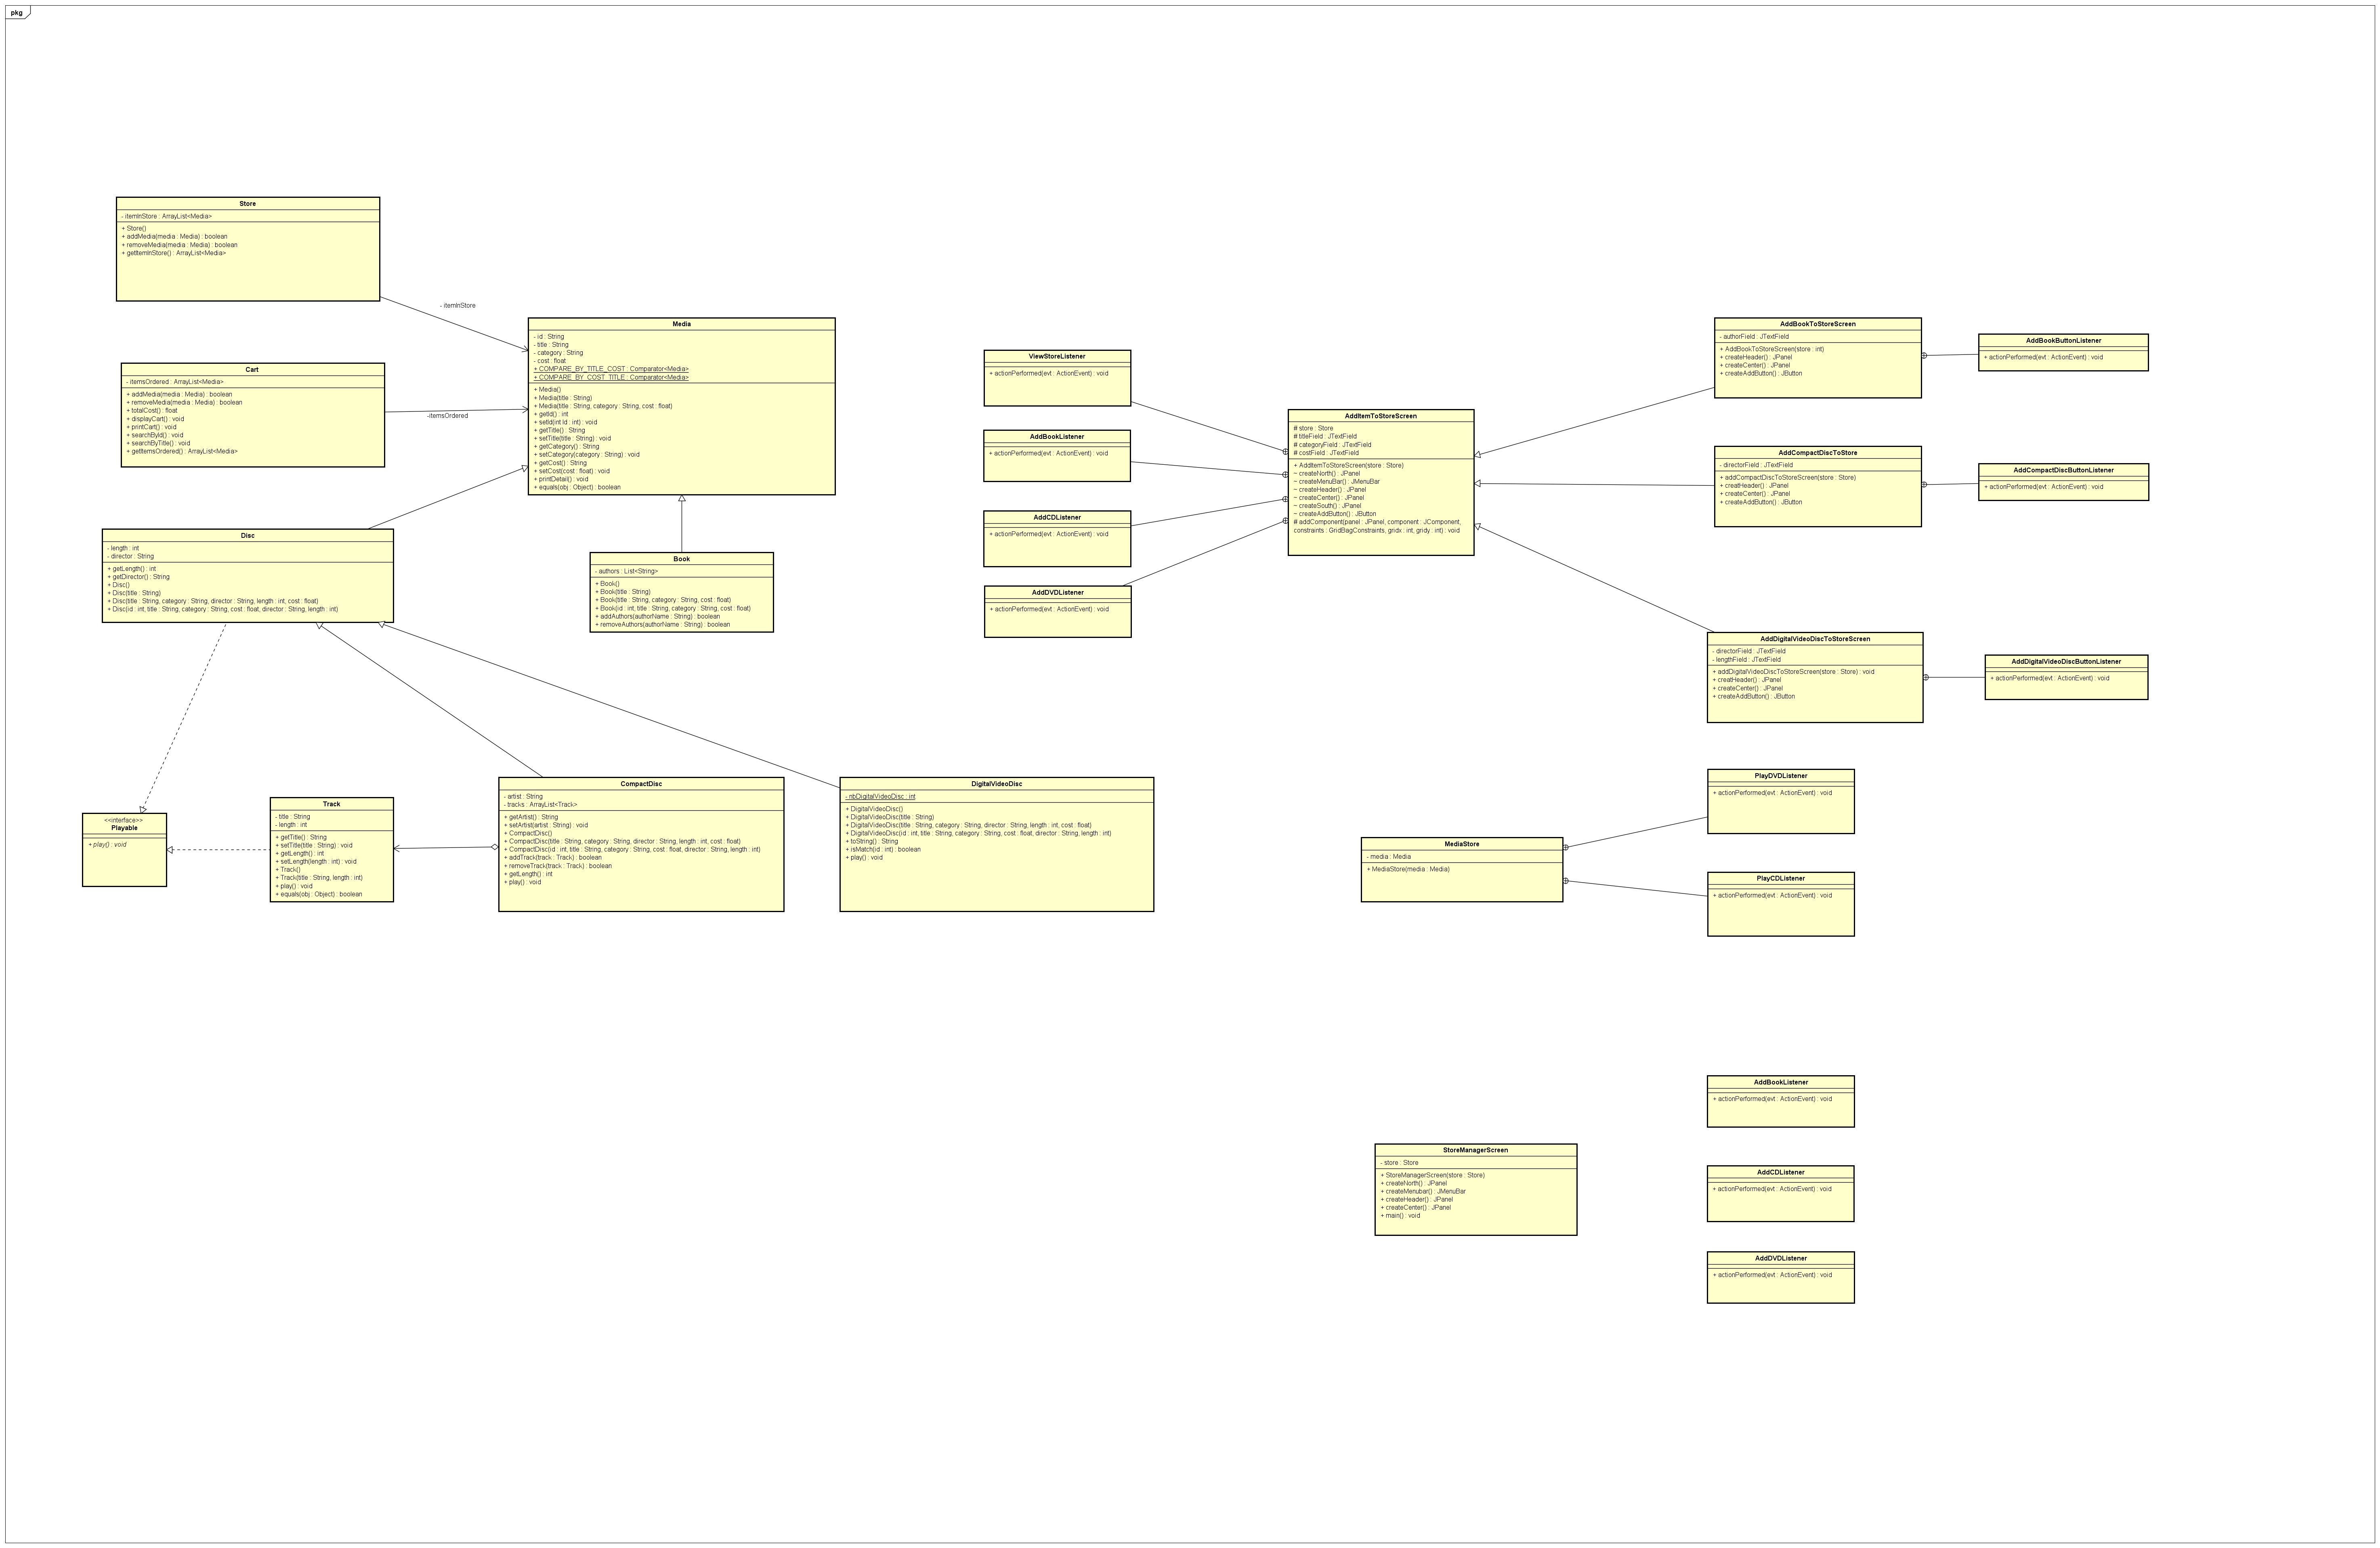 pkg
Store
- itemInStore : ArrayList<Media>
+ Store()
+ addMedia(media : Media) : boolean
+ removeMedia(media : Media) : boolean
+ getItemInStore() : ArrayList<Media>
- itemInStore
Cart
- itemsOrdered : ArrayList<Media>
+ addMedia(media : Media) : boolean
+ removeMedia(media : Media) : boolean
+ totalCost() : float
+ displayCart() : void
+ printCart() : void
+ searchById() : void
+ searchByTitle() : void
+ getItemsOrdered() : ArrayList<Media>
-itemsOrdered
Media
- id : String
- title : String
- category : String
- cost : float
+ COMPARE_BY_TITLE_COST : Comparator<Media>
+ COMPARE_BY_COST_TITLE : Comparator<Media>
+ Media()
+ Media(title : String)
+ Media(title : String, category : String, cost : float)
+ getId() : int
+ setId(int Id : int) : void
+ getTitle() : String
+ setTitle(title : String) : void
+ getCategory() : String
+ setCategory(category : String) : void
+ getCost() : String
+ setCost(cost : float) : void
+ printDetail() : void
+ equals(obj : Object) : boolean
Disc
- length : int
- director : String
+ getLength() : int
+ getDirector() : String
+ Disc()
+ Disc(title : String)
+ Disc(title : String, category : String, director : String, length : int, cost : float)
+ Disc(id : int, title : String, category : String, cost : float, director : String, length : int)
Book
- authors : List<String>
+ Book()
+ Book(title : String)
+ Book(title : String, category : String, cost : float)
+ Book(id : int, title : String, category : String, cost : float)
+ addAuthors(authorName : String) : boolean
+ removeAuthors(authorName : String) : boolean
<<interface>>
Playable
+ play() : void
Track
- title : String
- length : int
+ getTitle() : String
+ setTitle(title : String) : void
+ getLength() : int
+ setLength(length : int) : void
+ Track()
+ Track(title : String, length : int)
+ play() : void
+ equals(obj : Object) : boolean
CompactDisc
- artist : String
- tracks : ArrayList<Track>
+ getArtist() : String
+ setArtist(artist : String) : void
+ CompactDisc()
+ CompactDisc(title : String, category : String, director : String, length : int, cost : float)
+ CompactDisc(id : int, title : String, category : String, cost : float, director : String, length : int)
+ addTrack(track : Track) : boolean
+ removeTrack(track : Track) : boolean
+ getLength() : int
+ play() : void
DigitalVideoDisc
- nbDigitalVideoDisc : int
+ DigitalVideoDisc()
+ DigitalVideoDisc(title : String)
+ DigitalVideoDisc(title : String, category : String, director : String, length : int, cost : float)
+ DigitalVideoDisc(id : int, title : String, category : String, cost : float, director : String, length : int)
+ toString() : String
+ isMatch(id : int) : boolean
+ play() : void
ViewStoreListener
+ actionPerformed(evt : ActionEvent) : void
AddBookListener
+ actionPerformed(evt : ActionEvent) : void
AddCDListener
+ actionPerformed(evt : ActionEvent) : void
AddDVDListener
+ actionPerformed(evt : ActionEvent) : void
AddItemToStoreScreen
# store : Store
# titleField : JTextField
# categoryField : JTextField
# costField : JTextField
+ AddItemToStoreScreen(store : Store)
~ createNorth() : JPanel
~ createMenuBar() : JMenuBar
~ createHeader() : JPanel
~ createCenter() : JPanel
~ createSouth() : JPanel
~ createAddButton() : JButton
# addComponent(panel : JPanel, component : JComponent,
constraints : GridBagConstraints, gridx : int, gridy : int) : void
AddBookToStoreScreen
- authorField : JTextField
+ AddBookToStoreScreen(store : int)
+ createHeader() : JPanel
+ createCenter() : JPanel
+ createAddButton() : JButton
AddBookButtonListener
+ actionPerformed(evt : ActionEvent) : void
AddCompactDiscToStore
- directorField : JTextField
+ addCompactDiscToStoreScreen(store : Store)
+ creatHeader() : JPanel
+ createCenter() : JPanel
+ createAddButton() : JButton
AddCompactDiscButtonListener
+ actionPerformed(evt : ActionEvent) : void
AddDigitalVideoDiscToStoreScreen
- directorField : JTextField
- lengthField : JTextField
+ addDigitalVideoDiscToStoreScreen(store : Store) : void
+ creatHeader() : JPanel
+ createCenter() : JPanel
+ createAddButton() : JButton
AddDigitalVideoDiscButtonListener
+ actionPerformed(evt : ActionEvent) : void
MediaStore
- media : Media
+ MediaStore(media : Media)
PlayDVDListener
+ actionPerformed(evt : ActionEvent) : void
PlayCDListener
+ actionPerformed(evt : ActionEvent) : void
StoreManagerScreen
- store : Store
+ StoreManagerScreen(store : Store)
+ createNorth() : JPanel
+ createMenubar() : JMenuBar
+ createHeader() : JPanel
+ createCenter() : JPanel
+ main() : void
AddBookListener
+ actionPerformed(evt : ActionEvent) : void
AddCDListener
+ actionPerformed(evt : ActionEvent) : void
AddDVDListener
+ actionPerformed(evt : ActionEvent) : void